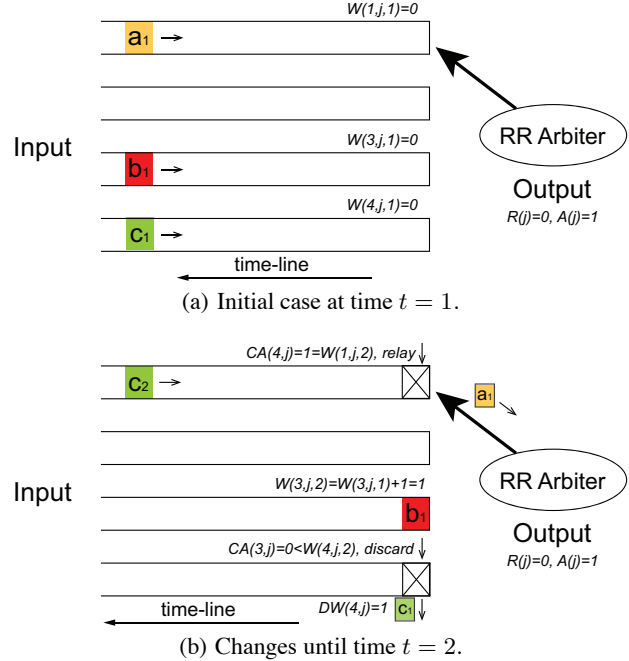 W(1,j,1)=0
a1
RR Arbiter
Input
W(3,j,1)=0
b1
Output
R(j)=0, A(j)=1
W(4,j,1)=0
c1
time-line
(a) Initial case at time t = 1.
CA(4,j)=1=W(1,j,2), relay
c2
a1
RR Arbiter
Input
W(3,j,2)=W(3,j,1)+1=1
b1
Output
R(j)=0, A(j)=1
CA(3,j)=0<W(4,j,2), discard
time-line
DW(4,j)=1
c1
(b) Changes until time t = 2.